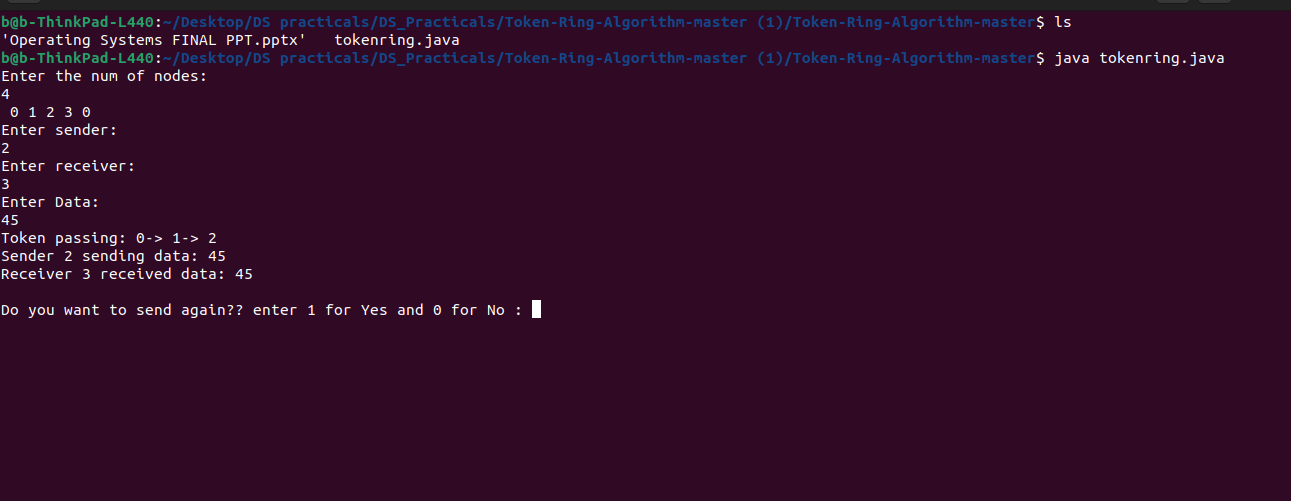 b@b-ThinkPad-L440:~/Desktop/DS practicals/DS_Practicals/Token-Ring-Algorithm-master (1)/Token-Ring-Algorithm-master$ ls
'Operating Systems FINAL PPT.pptx'   tokenring.java
b@b-ThinkPad-L440:~/Desktop/DS practicals/DS_Practicals/Token-Ring-Algorithm-master (1)/Token-Ring-Algorithm-master$ java tokenring.java
Enter the num of nodes:
4
 0 1 2 3 0
Enter sender:
2
Enter receiver:
3
Enter Data:
45
Token passing: 0-> 1-> 2
Sender 2 sending data: 45
Receiver 3 received data: 45
Do you want to send again?? enter 1 for Yes and 0 for No :